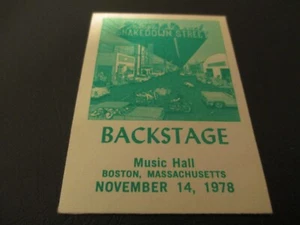 SHAKEDOWN STREET
BACKSTAGE
Music Hall
BOSTON, MASSACHUSETTS
NOVEMBER 14, 1978